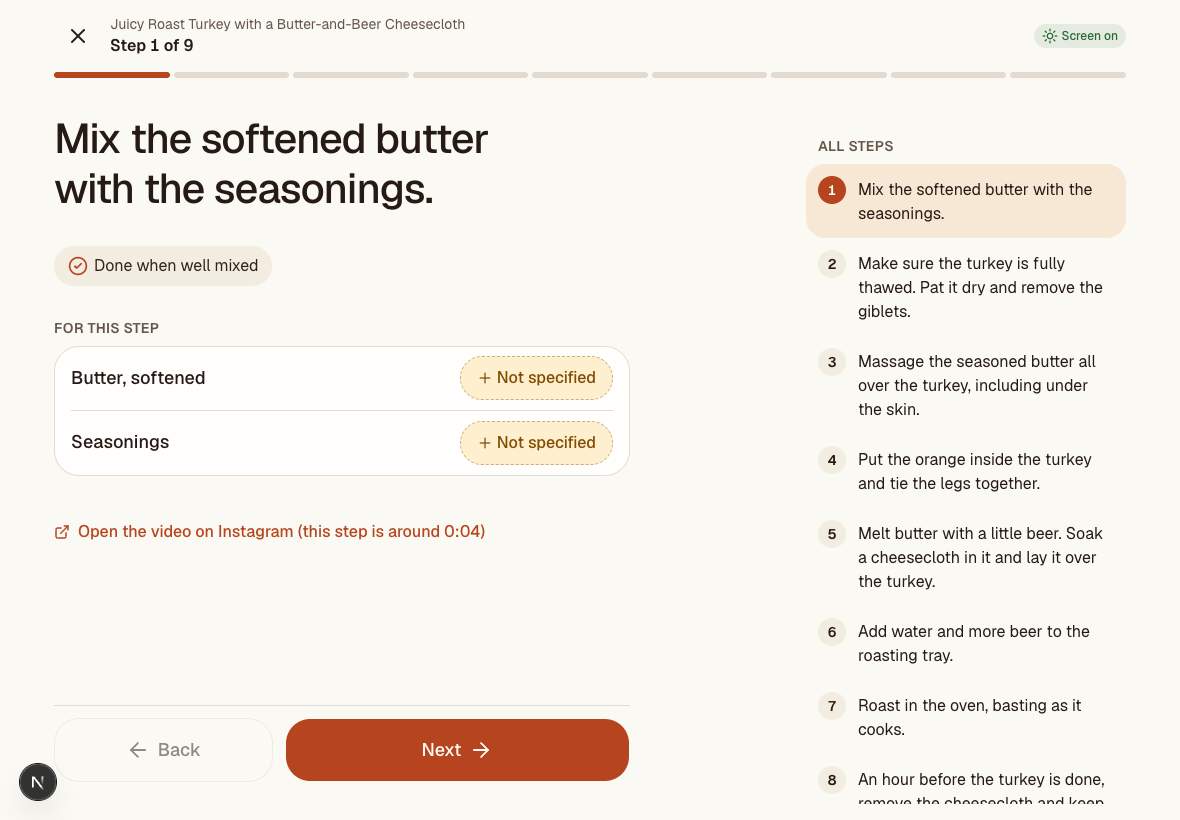 Juicy Roast Turkey with a Butter-and-Beer Cheesecloth
Step 1 of 9
Screen on
Mix the softened butter
with the seasonings.
Done when well mixed
FOR THIS STEP
Butter, softened
+ Not specified
Seasonings
+ Not specified
Open the video on Instagram (this step is around 0:04)
Back
Next
N
ALL STEPS
1
Mix the softened butter with the
seasonings.
2
Make sure the turkey is fully
thawed. Pat it dry and remove the
giblets.
3
Massage the seasoned butter all
over the turkey, including under
the skin.
4
Put the orange inside the turkey
and tie the legs together.
5
Melt butter with a little beer. Soak
a cheesecloth in it and lay it over
the turkey.
6
Add water and more beer to the
roasting tray.
7
Roast in the oven, basting as it
cooks.
8
An hour before the turkey is done,
remove the cheesecloth and keep